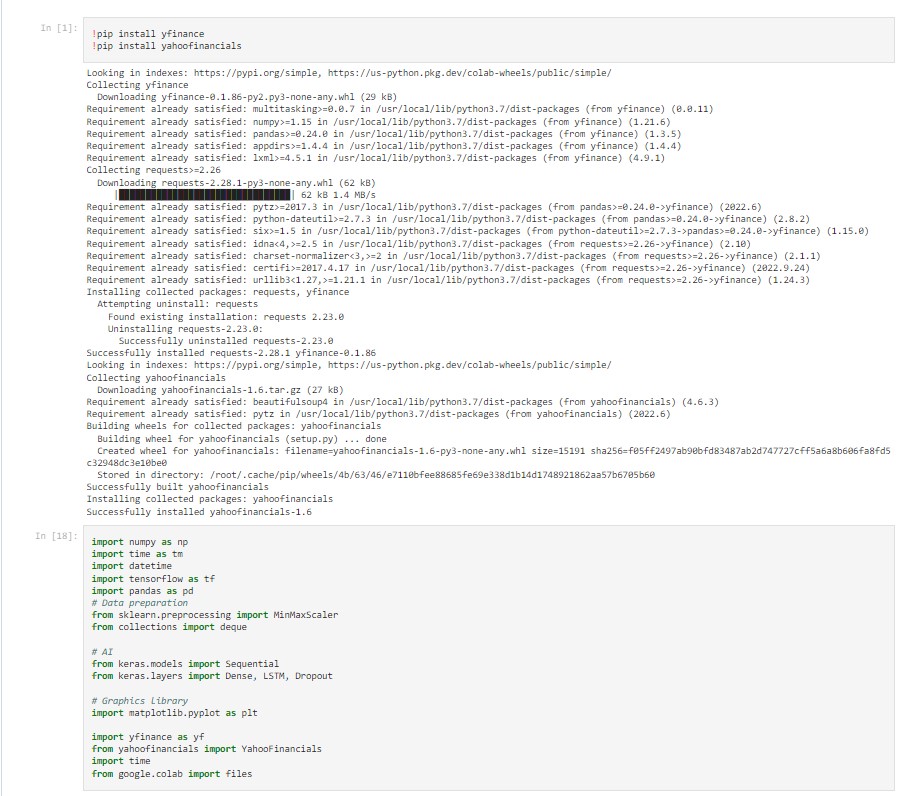 In [1]:
!pip install yfinance
!pip install yahoofinancials
Looking in indexes: https://pypi.org/simple, https://us-python.pkg.dev/colab-wheels/public/simple/
Collecting yfinance
  Downloading yfinance-0.1.86-py2.py3-none-any.whl (29 kB)
Requirement already satisfied: multitasking>=0.0.7 in /usr/local/lib/python3.7/dist-packages (from yfinance) (0.0.11)
Requirement already satisfied: numpy>=1.15 in /usr/local/lib/python3.7/dist-packages (from yfinance) (1.21.6)
Requirement already satisfied: pandas>=0.24.0 in /usr/local/lib/python3.7/dist-packages (from yfinance) (1.3.5)
Requirement already satisfied: appdirs>=1.4.4 in /usr/local/lib/python3.7/dist-packages (from yfinance) (1.4.4)
Requirement already satisfied: lxml>=4.5.1 in /usr/local/lib/python3.7/dist-packages (from yfinance) (4.9.1)
Collecting requests>=2.26
  Downloading requests-2.28.1-py3-none-any.whl (62 kB)
     |████████████████████████████████| 62 kB 1.4 MB/s
Requirement already satisfied: pytz>=2017.3 in /usr/local/lib/python3.7/dist-packages (from pandas>=0.24.0->yfinance) (2022.6)
Requirement already satisfied: python-dateutil>=2.7.3 in /usr/local/lib/python3.7/dist-packages (from pandas>=0.24.0->yfinance) (2.8.2)
Requirement already satisfied: six>=1.5 in /usr/local/lib/python3.7/dist-packages (from python-dateutil>=2.7.3->pandas>=0.24.0->yfinance) (1.15.0)
Requirement already satisfied: idna<4,>=2.5 in /usr/local/lib/python3.7/dist-packages (from requests>=2.26->yfinance) (2.10)
Requirement already satisfied: charset-normalizer<3,>=2 in /usr/local/lib/python3.7/dist-packages (from requests>=2.26->yfinance) (2.1.1)
Requirement already satisfied: certifi>=2017.4.17 in /usr/local/lib/python3.7/dist-packages (from requests>=2.26->yfinance) (2022.9.24)
Requirement already satisfied: urllib3<1.27,>=1.21.1 in /usr/local/lib/python3.7/dist-packages (from requests>=2.26->yfinance) (1.24.3)
Installing collected packages: requests, yfinance
  Attempting uninstall: requests
    Found existing installation: requests 2.23.0
    Uninstalling requests-2.23.0:
      Successfully uninstalled requests-2.23.0
Successfully installed requests-2.28.1 yfinance-0.1.86
Looking in indexes: https://pypi.org/simple, https://us-python.pkg.dev/colab-wheels/public/simple/
Collecting yahoofinancials
  Downloading yahoofinancials-1.6.tar.gz (27 kB)
Requirement already satisfied: beautifulsoup4 in /usr/local/lib/python3.7/dist-packages (from yahoofinancials) (4.6.3)
Requirement already satisfied: pytz in /usr/local/lib/python3.7/dist-packages (from yahoofinancials) (2022.6)
Building wheels for collected packages: yahoofinancials
  Building wheel for yahoofinancials (setup.py) ... done
  Created wheel for yahoofinancials: filename=yahoofinancials-1.6-py3-none-any.whl size=15191 sha256=f05ff2497ab90bfd83487ab2d747727cff5a6a8b606fa8fd5
c32948dc3e10be0
  Stored in directory: /root/.cache/pip/wheels/4b/63/46/e7110bfee88685fe69e338d1b14d1748921862aa57b6705b60
Successfully built yahoofinancials
Installing collected packages: yahoofinancials
Successfully installed yahoofinancials-1.6
In [18]:
import numpy as np
import time as tm
import datetime
import tensorflow as tf
import pandas as pd
# Data preparation
from sklearn.preprocessing import MinMaxScaler
from collections import deque

# AI
from keras.models import Sequential
from keras.layers import Dense, LSTM, Dropout

# Graphics library
import matplotlib.pyplot as plt

import yfinance as yf
from yahoofinancials import YahooFinancials
import time
from google.colab import files